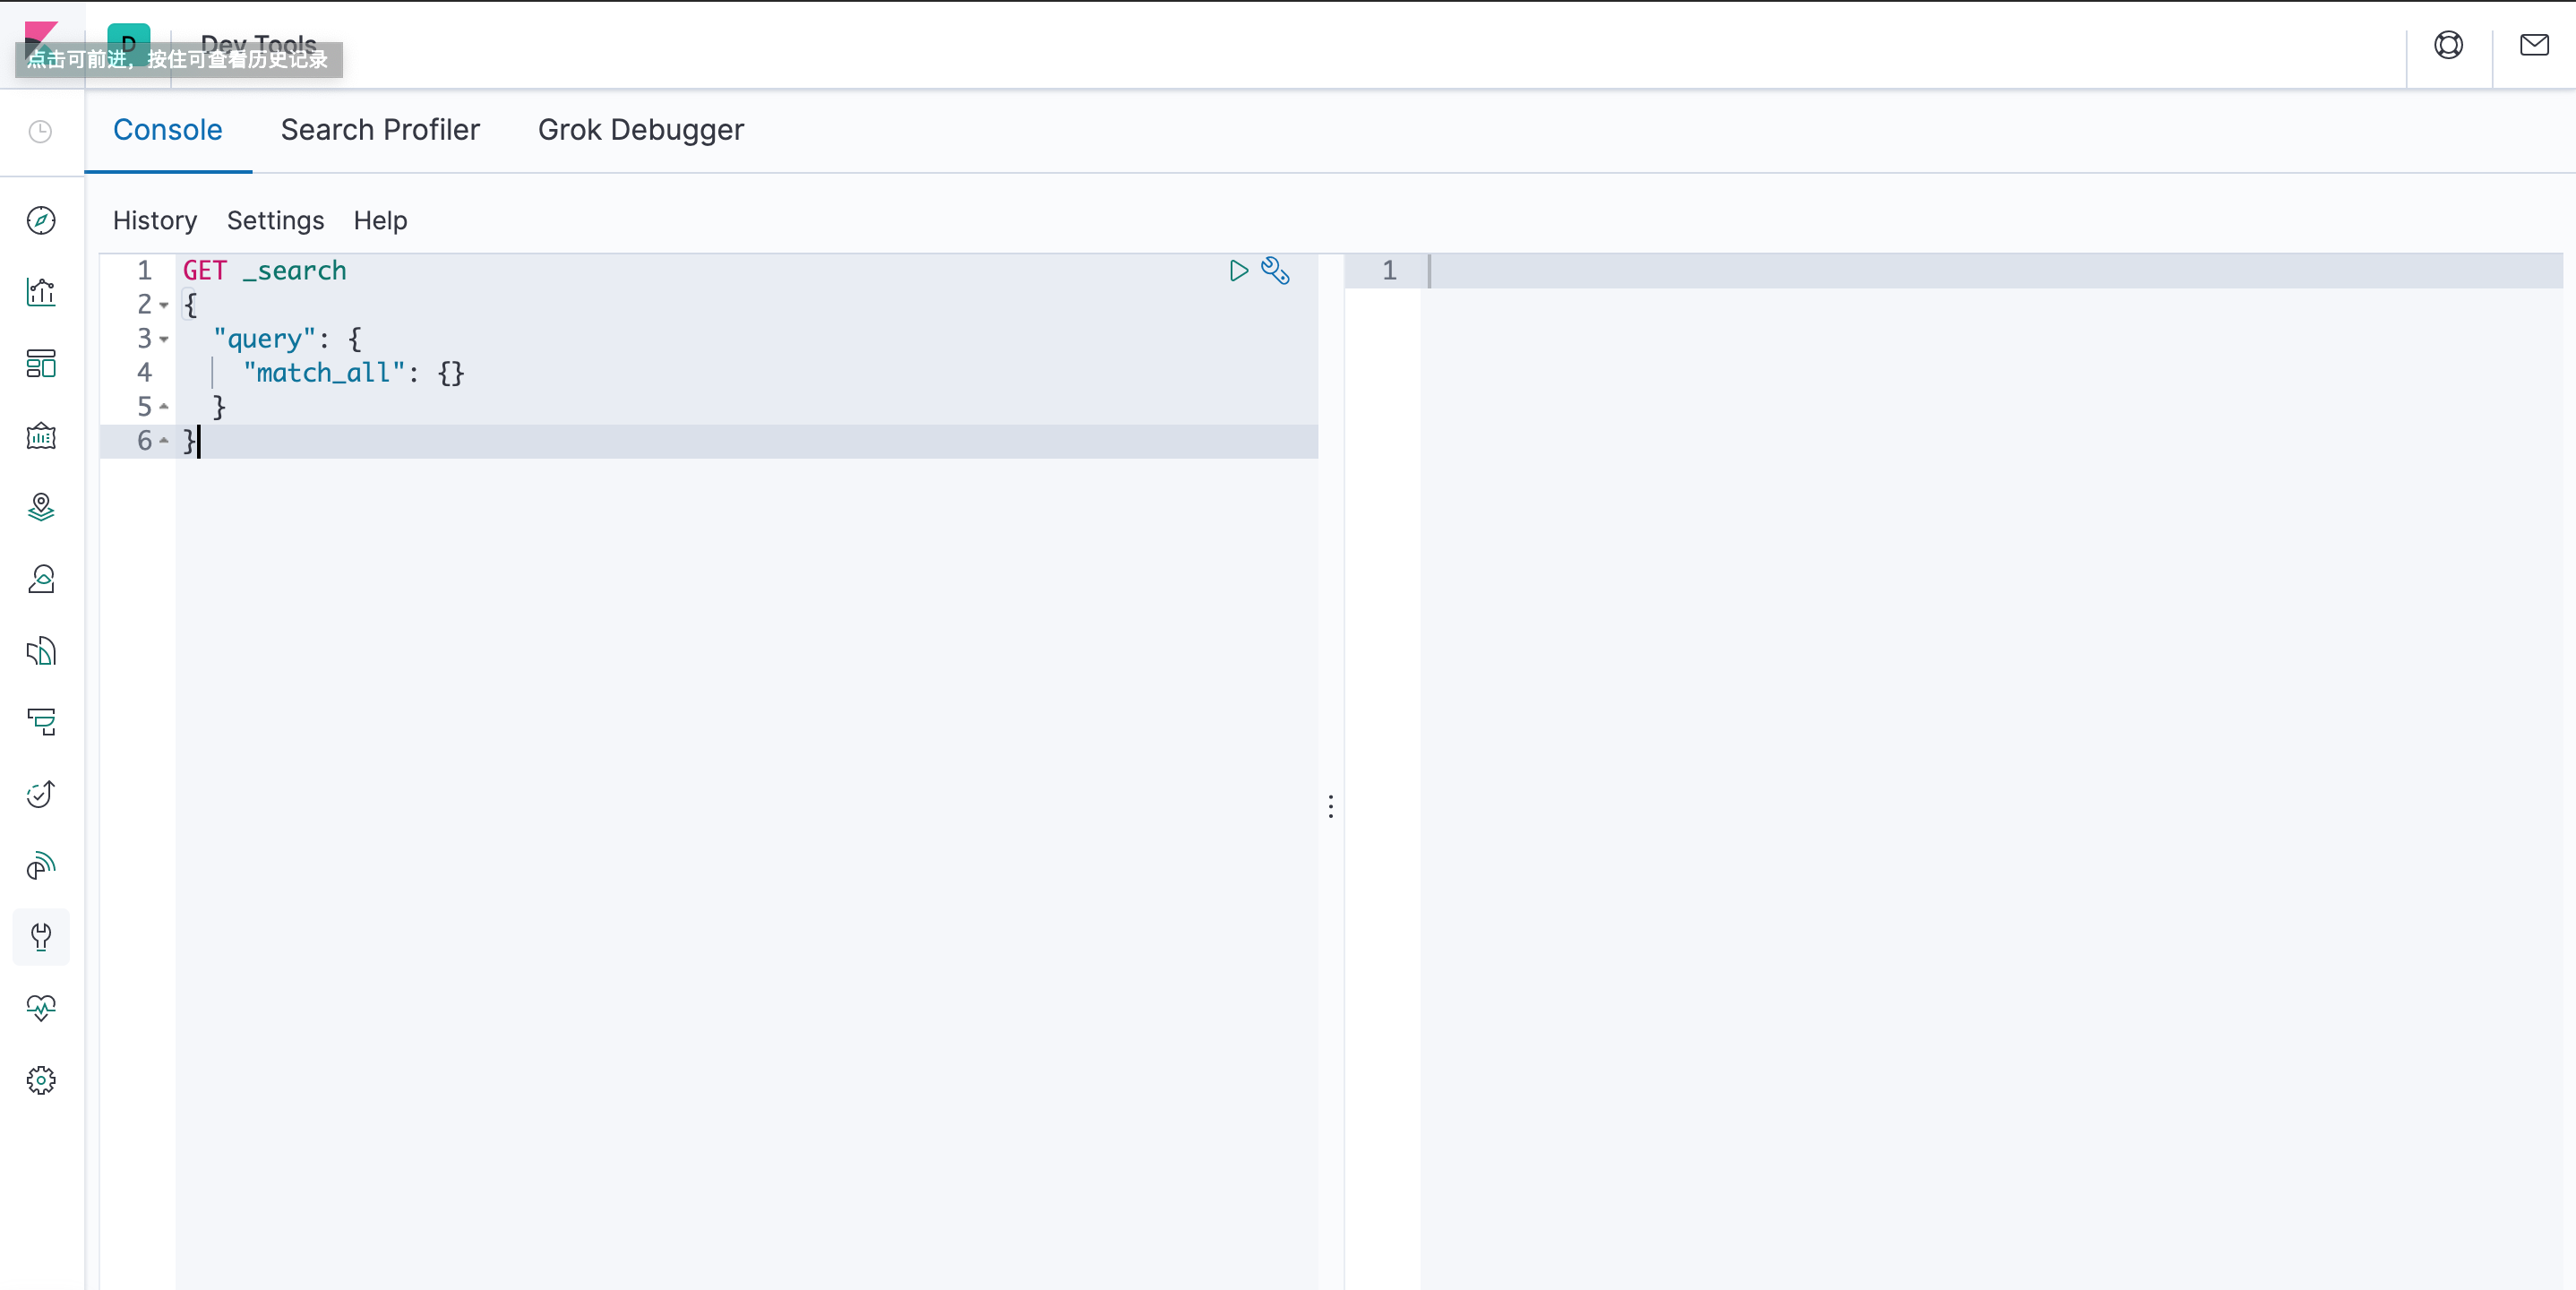 D
Dev Tools
点击可前进，按住可查看历史记录
Console Search Profiler Grok Debugger
History Settings Help
1 GET _search
2 {
3 "query": {
4 "match_all": {}
5 }
6 }
1